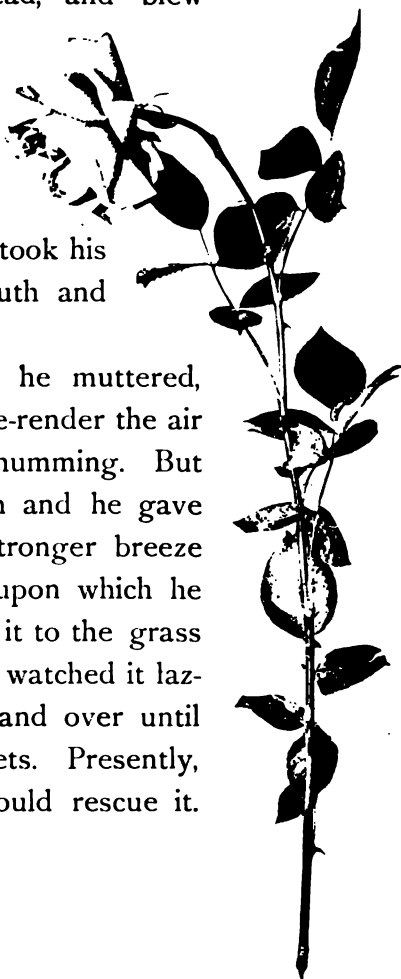 ead, and blew
took his
uth and
he muttered,
e-render the air
humming. But
n and he gave
tronger breeze
upon which he
it to the grass
watched it laz-
and over until
ets. Presently,
ould rescue it.